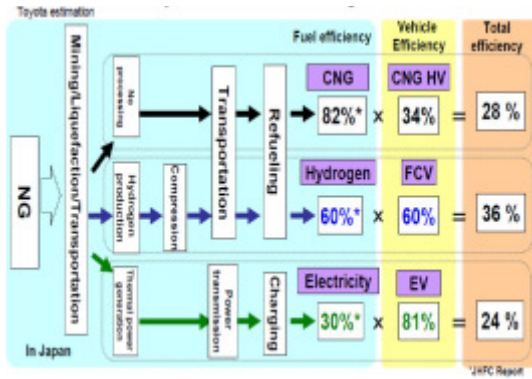 Toyota estimation
Fuel efficiency
Vehicle
Efficiency
Total
efficiency
NG
Mining/Liquefaction/Transportation
No
processing
Transportation
Refueling
CNG
82%*
x
CNG HV
34%
=
28 %
Hydrogen
production
Compression
Hydrogen
60%*
x
FCV
60%
=
36 %
Thermal power
generation
Power
transmission
Charging
Electricity
30%*
x
EV
81%
=
24 %
In Japan
*JHFC Report